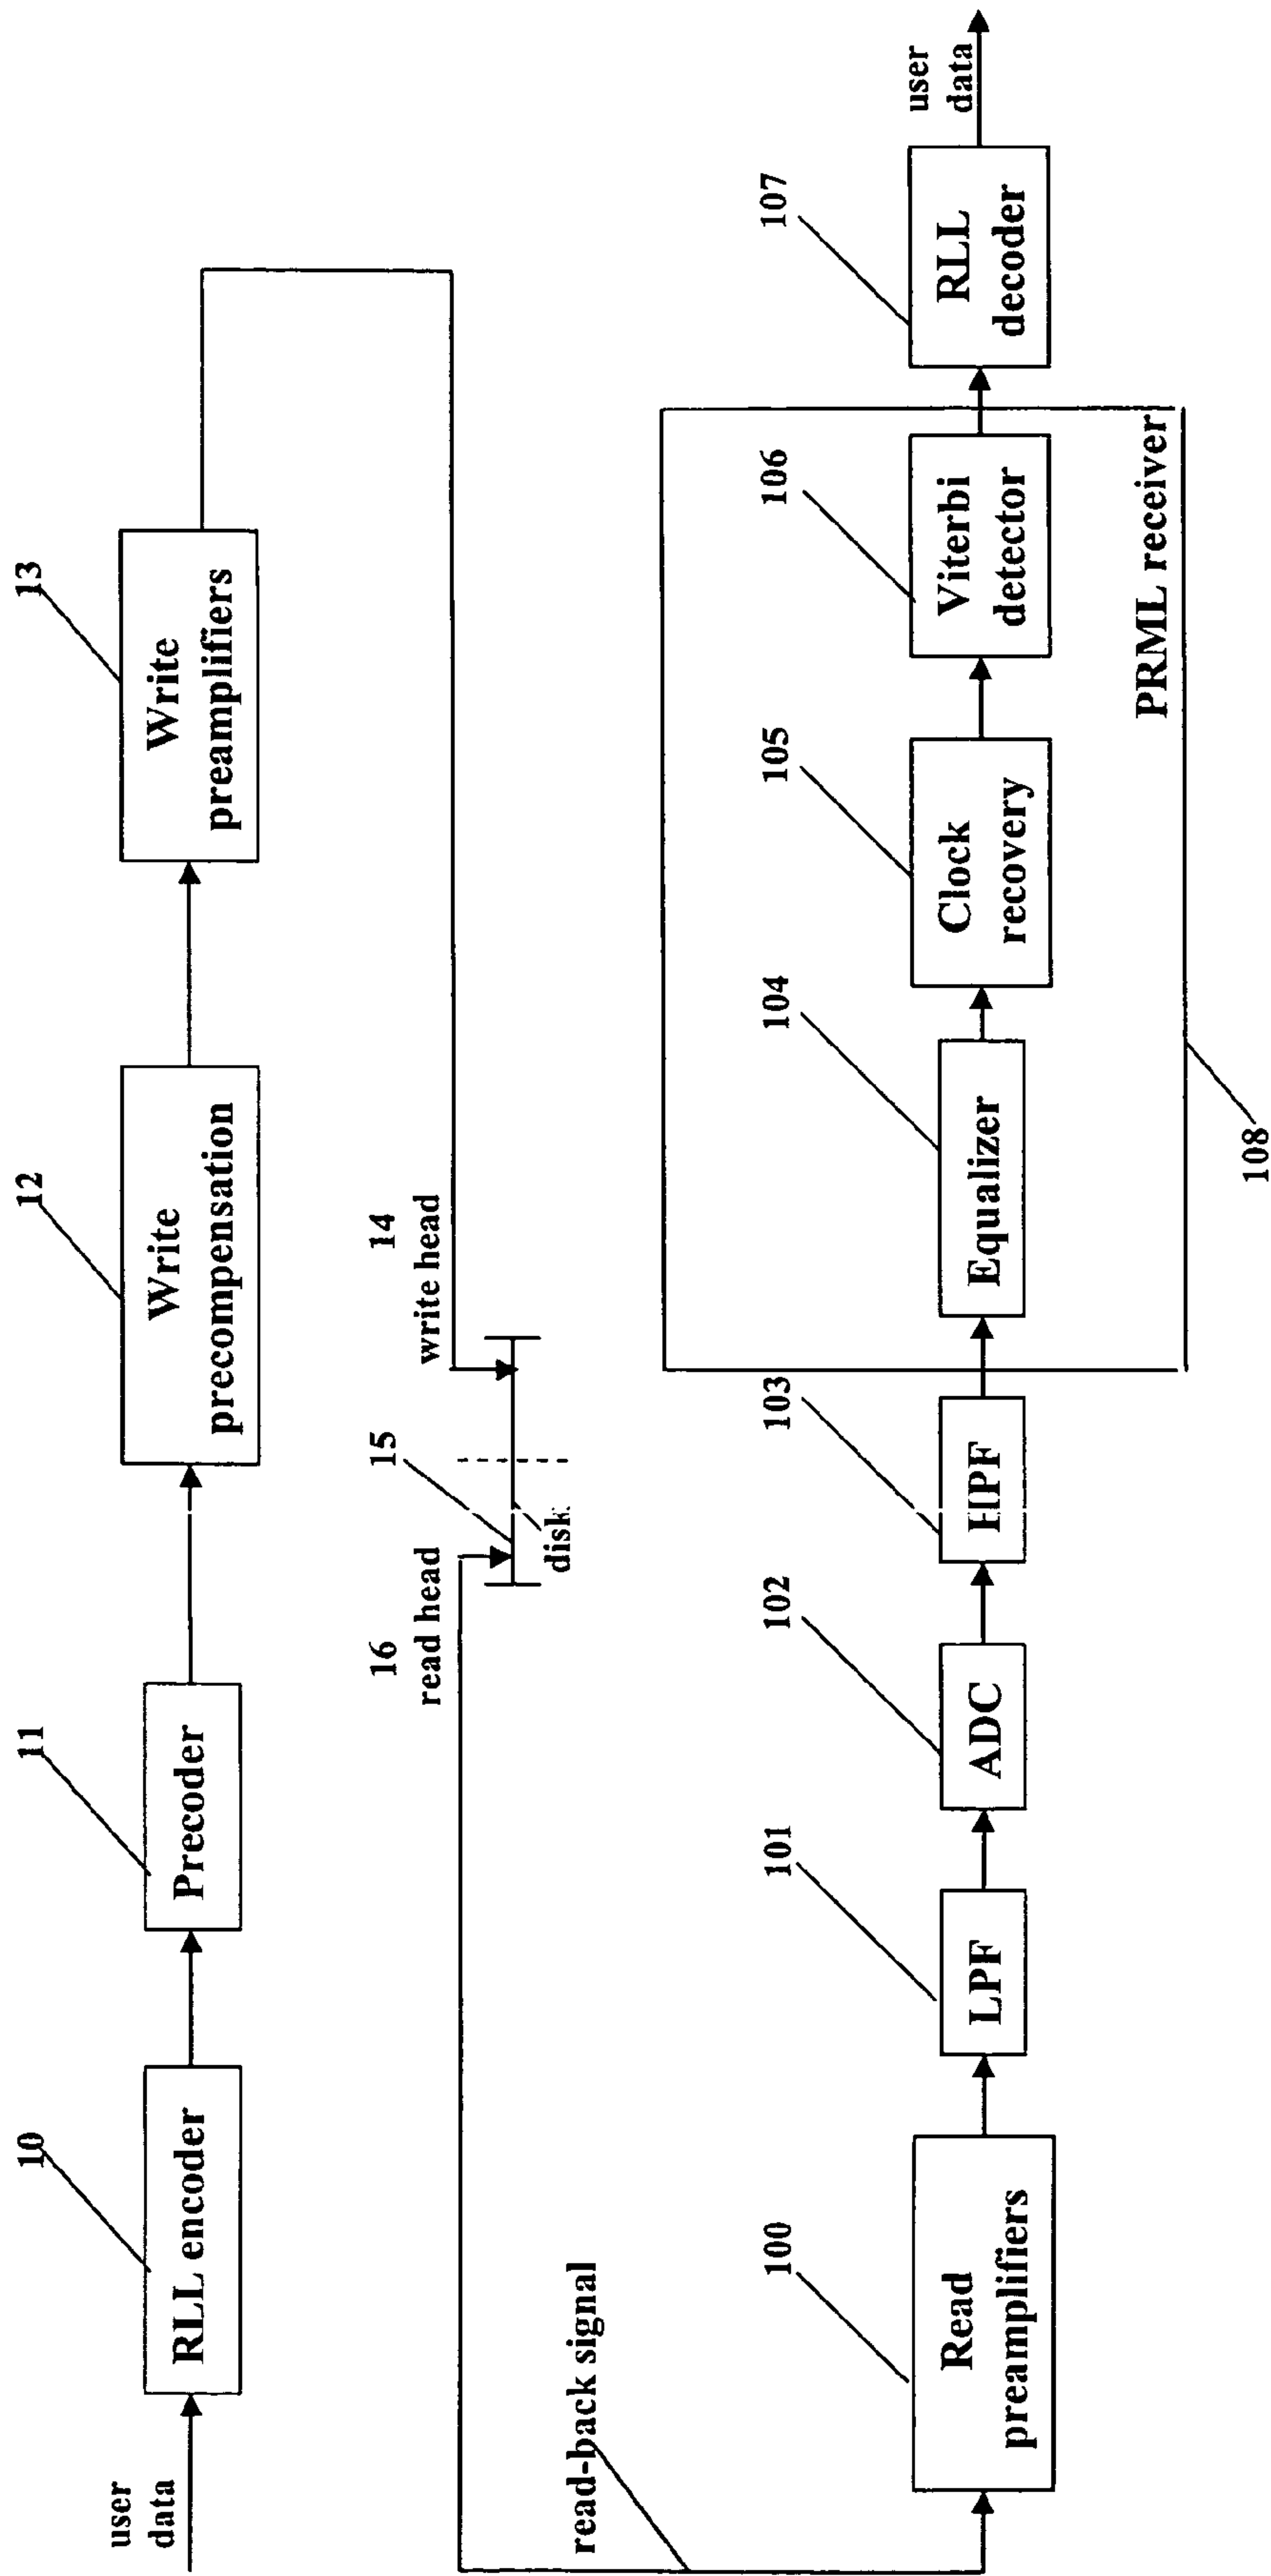 10
11
12
13
user
data
RLL encoder
Precoder
Write
precompensation
Write
preamplifiers
16
read head
15
disk
14
write head
read-back signal
100
101
102
103
104
105
106
107
Read
preamplifiers
LPF
ADC
HPF
Equalizer
Clock
recovery
Viterbi
detector
RLL
decoder
user
data
PRML receiver
108